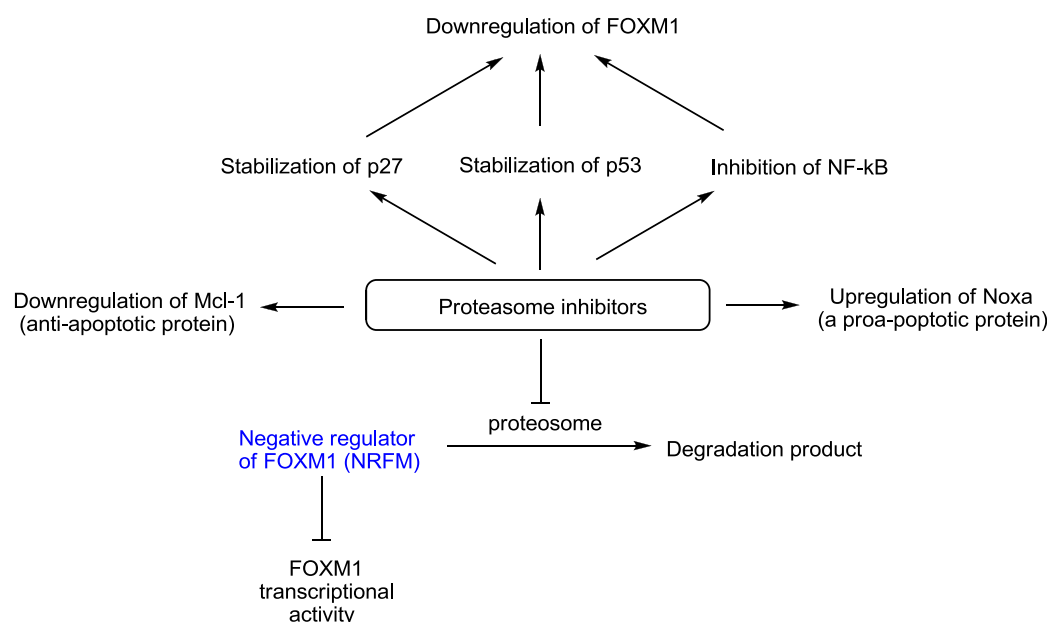 Downregulation of FOXM1
Stabilization of p27
Stabilization of p53
Inhibition of NF-kB
Downregulation of Mcl-1
(anti-apoptotic protein)
Proteasome inhibitors
Upregulation of Noxa
(a proa-poptotic protein)
proteosome
Negative regulator
of FOXM1 (NRFM)
Degradation product
FOXM1
transcriptional
activity